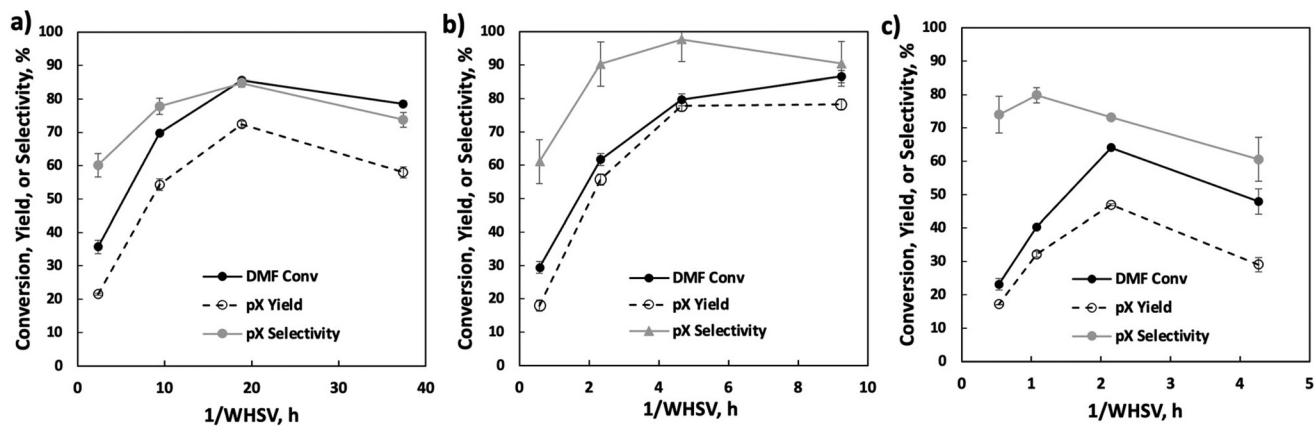 a)
Conversion, Yield, or Selectivity, %
100
90
80
70
60
50
40
30
20
10
0
DMF Conv
pX Yield
pX Selectivity
0 10 20 30 40
1/WHSV, h
b)
Conversion, Yield, or Selectivity, %
100
90
80
70
60
50
40
30
20
10
0
DMF Conv
pX Yield
pX Selectivity
0 2 4 6 8 10
1/WHSV, h
c)
Conversion, Yield, or Selectivity, %
100
90
80
70
60
50
40
30
20
10
0
DMF Conv
pX Yield
pX Selectivity
0 1 2 3 4 5
1/WHSV, h